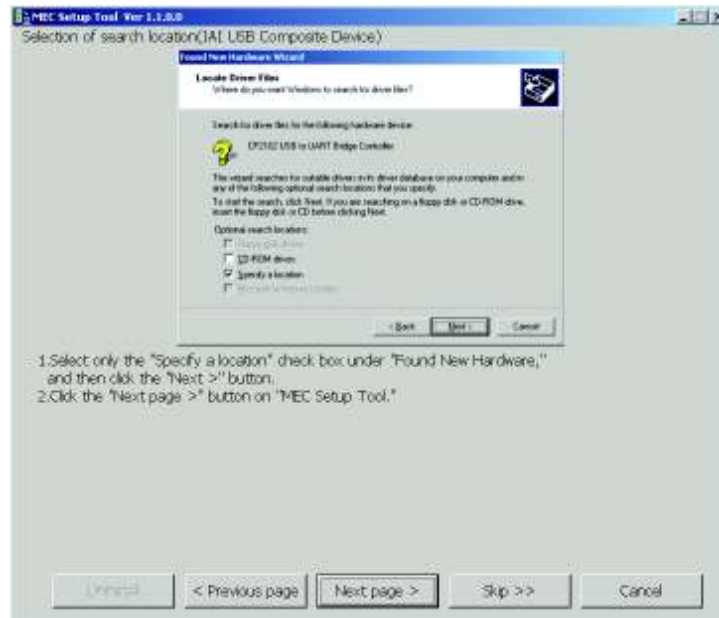 MEC Setup Tool Ver 1.1.0.0
Selection of search location(IAI USB Composite Device)
Found New Hardware Wizard
Locate Driver Files
Where do you want Windows to search for driver files?
Search for driver files for the following hardware device:
CP2102 USB to UART Bridge Controller
The wizard searches for suitable drivers in its driver database on your computer and in
any of the following optional search locations that you specify.
To start the search, click Next. If you are searching on a floppy disk or CD-ROM drive,
insert the floppy disk or CD before clicking Next.
Optional search locations:
Floppy disk drives
CD-ROM drives
Specify a location
Microsoft Windows Update
< Back
Next >
Cancel
1.Select only the "Specify a location" check box under "Found New Hardware,"
and then click the "Next >" button.
2.Click the "Next page >" button on "MEC Setup Tool."
Uninstall
< Previous page
Next page >
Skip >>
Cancel